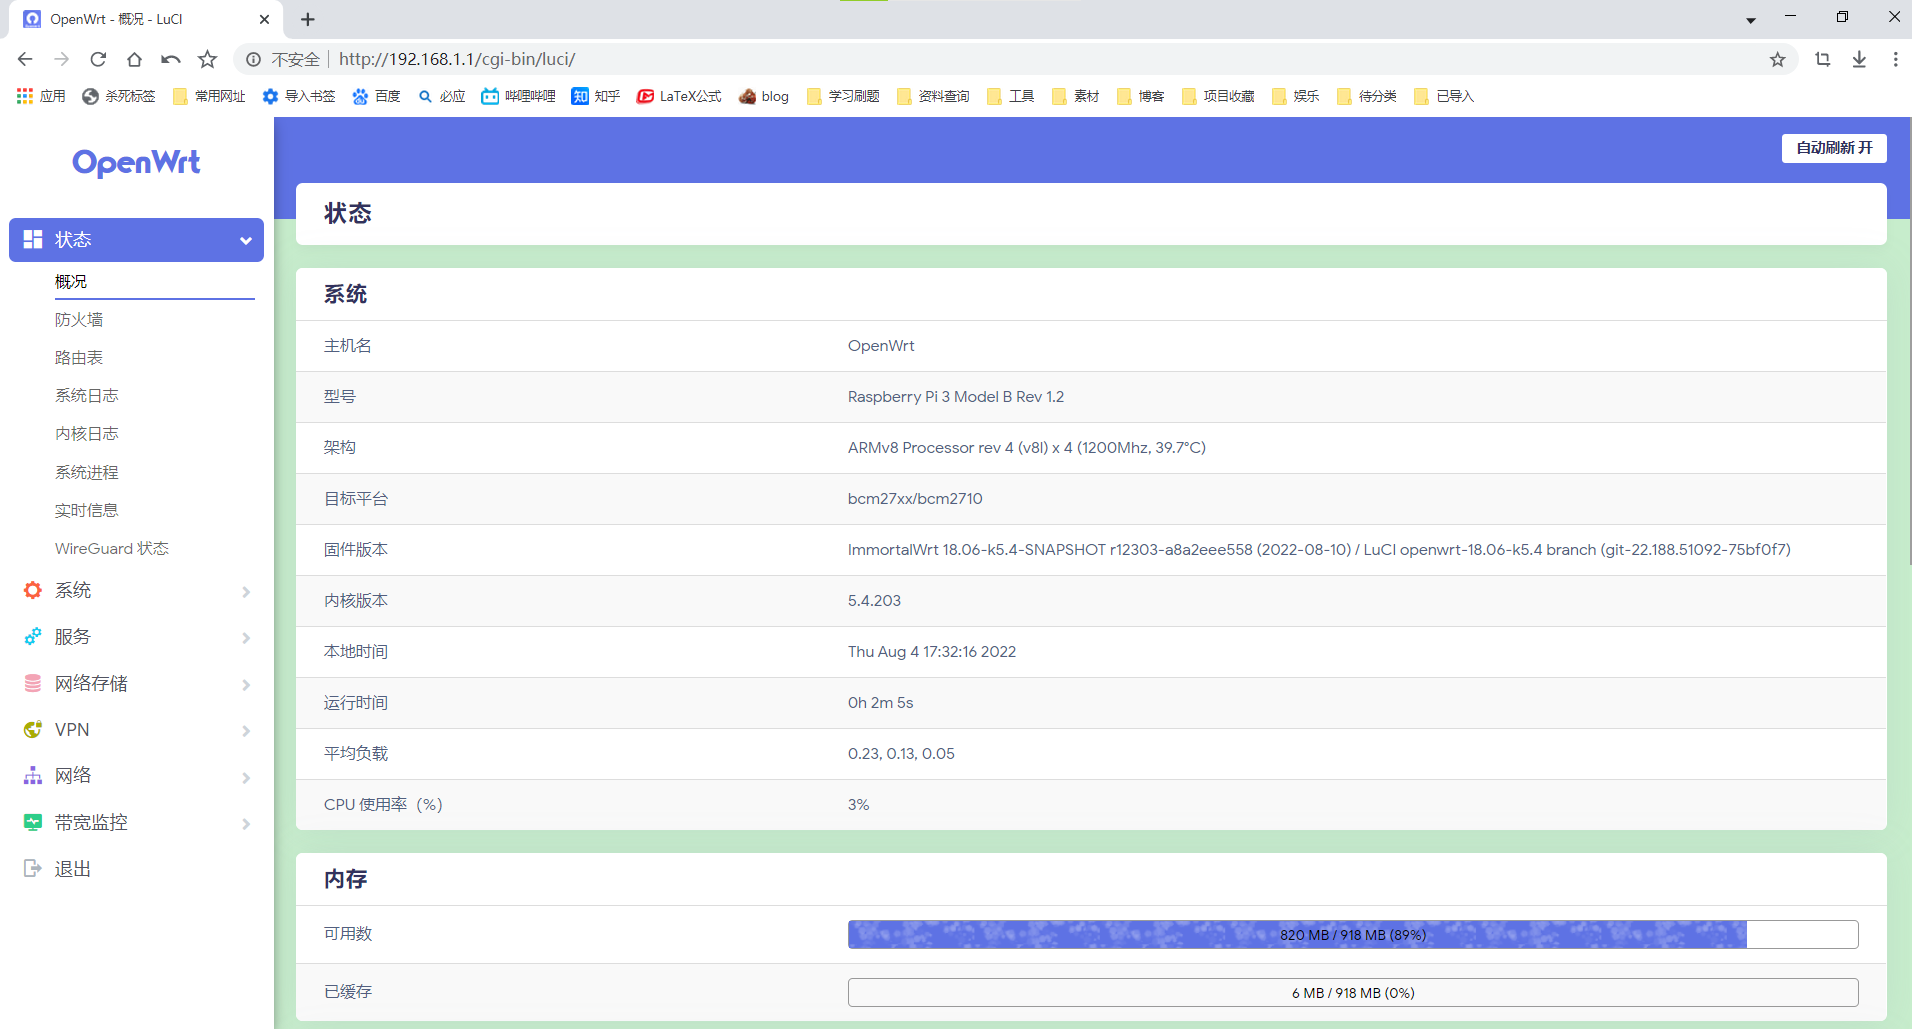 OpenWrt - 概况 - LuCI
不安全 http://192.168.1.1/cgi-bin/luci/
应用 杀死标签 常用网址 导入书签 百度 必应 哔哩哔哩 知 知乎 LaTeX公式 blog 学习刷题 资料查询 工具 素材 博客 项目收藏 娱乐 待分类 已导入
OpenWrt
自动刷新 开
状态
概况
防火墙
路由表
系统日志
内核日志
系统进程
实时信息
WireGuard 状态
系统
服务
网络存储
VPN
网络
带宽监控
退出
状态
系统
主机名 OpenWrt
型号 Raspberry Pi 3 Model B Rev 1.2
架构 ARMv8 Processor rev 4 (v8l) x 4 (1200Mhz, 39.7°C)
目标平台 bcm27xx/bcm2710
固件版本 ImmortalWrt 18.06-k5.4-SNAPSHOT r12303-a8a2eee558 (2022-08-10) / LuCI openwrt-18.06-k5.4 branch (git-22.188.51092-75bf0f7)
内核版本 5.4.203
本地时间 Thu Aug 4 17:32:16 2022
运行时间 0h 2m 5s
平均负载 0.23, 0.13, 0.05
CPU 使用率（%） 3%
内存
可用数 820 MB / 918 MB (89%)
已缓存 6 MB / 918 MB (0%)